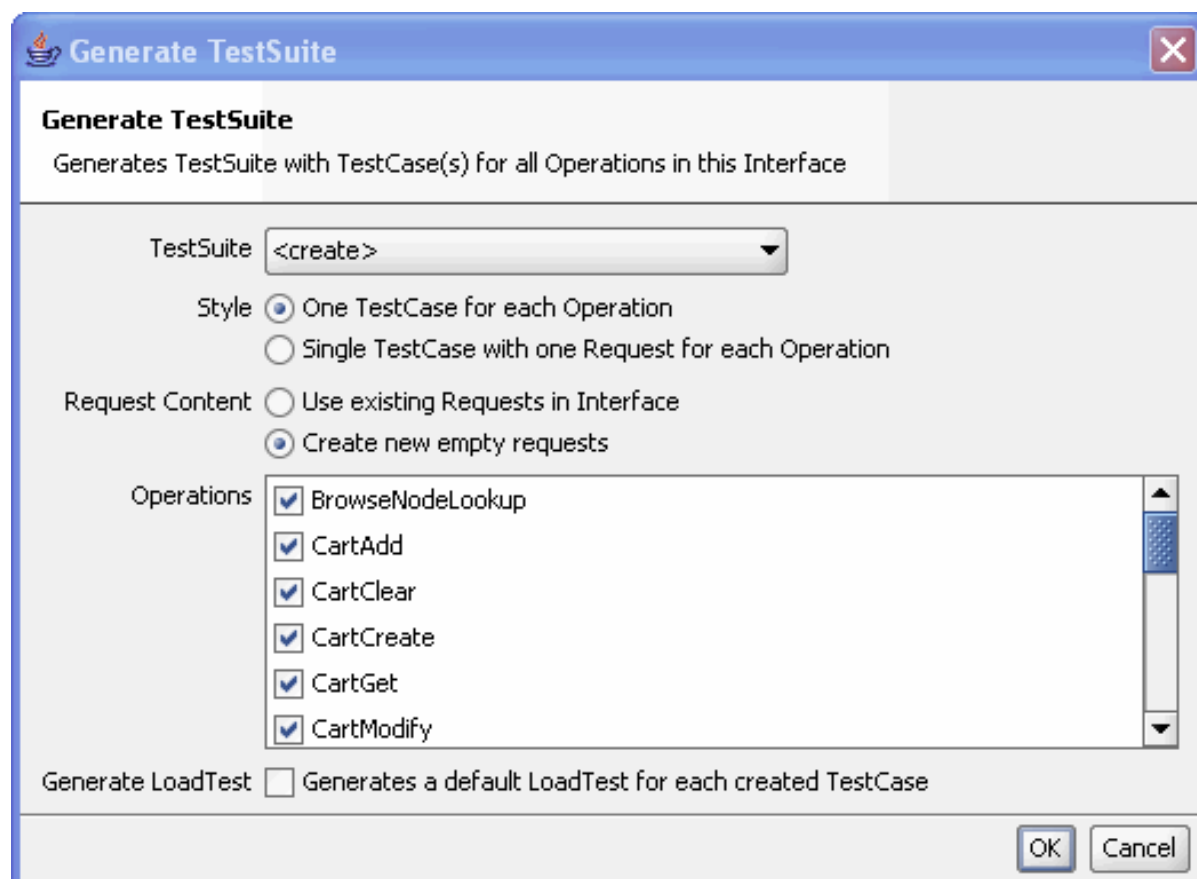 Generate TestSuite
Generate TestSuite
Generates TestSuite with TestCase(s) for all Operations in this Interface
TestSuite <create>
Style One TestCase for each Operation
Single TestCase with one Request for each Operation
Request Content Use existing Requests in Interface
Create new empty requests
Operations BrowseNodeLookup
CartAdd
CartClear
CartCreate
CartGet
CartModify
Generate LoadTest Generates a default LoadTest for each created TestCase
OK Cancel